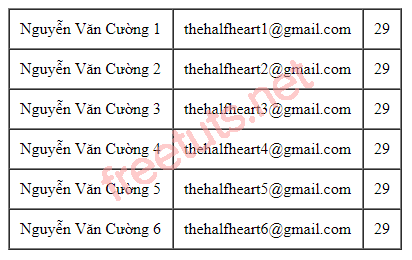 Nguyễn Văn Cường 1 thehalfheart1@gmail.com 29
Nguyễn Văn Cường 2 thehalfheart2@gmail.com 29
Nguyễn Văn Cường 3 thehalfheart3@gmail.com 29
Nguyễn Văn Cường 4 thehalfheart4@gmail.com 29
Nguyễn Văn Cường 5 thehalfheart5@gmail.com 29
Nguyễn Văn Cường 6 thehalfheart6@gmail.com 29
freetuts.net